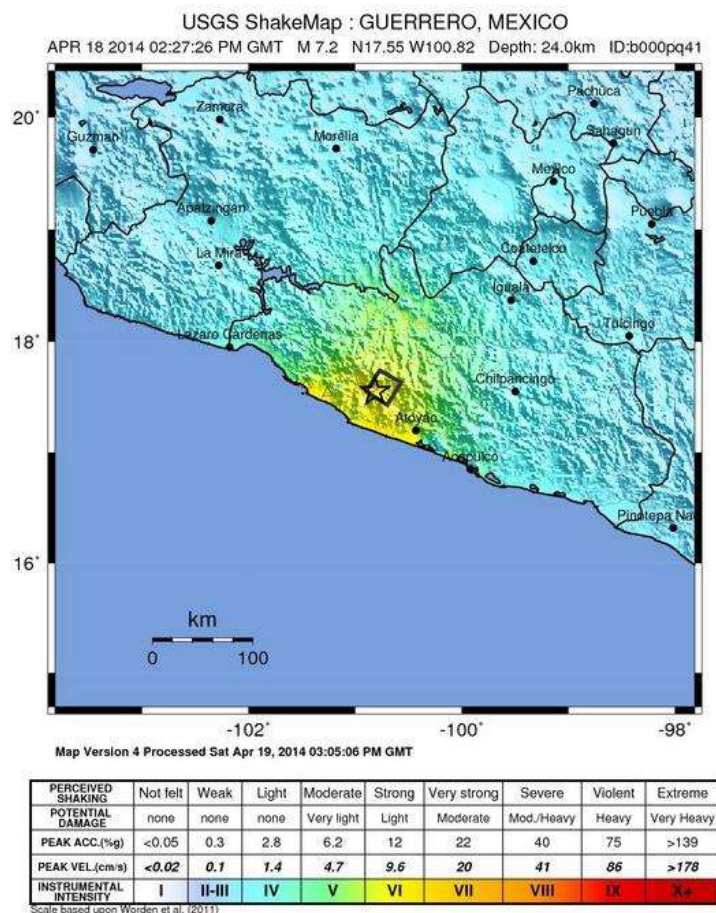 USGS ShakeMap : GUERRERO, MEXICO
APR 18 2014 02:27:26 PM GMT M 7.2 N17.55 W100.82 Depth: 24.0km ID:b000pq41
20°
Pachuca
Zamora
Sahagun
Guzman
Morelia
Mexico
Apatzingan
Puebla
La Mira
Coatetelco
Iguala
18°
Lazaro Cardenas
Tulcingo
Chilpancingo
Atoyac
Acapulco
Pinotepa Na
16°
km
0 100
-102° -100° -98°
Map Version 4 Processed Sat Apr 19, 2014 03:05:06 PM GMT
PERCEIVED SHAKING Not felt Weak Light Moderate Strong Very strong Severe Violent Extreme
POTENTIAL DAMAGE none none none Very light Light Moderate Mod./Heavy Heavy Very Heavy
PEAK ACC.(%g) <0.05 0.3 2.8 6.2 12 22 40 75 >139
PEAK VEL.(cm/s) <0.02 0.1 1.4 4.7 9.6 20 41 86 >178
INSTRUMENTAL INTENSITY I II-III IV V VI VII VIII IX X+
Scale based upon Worden et al. (2011)